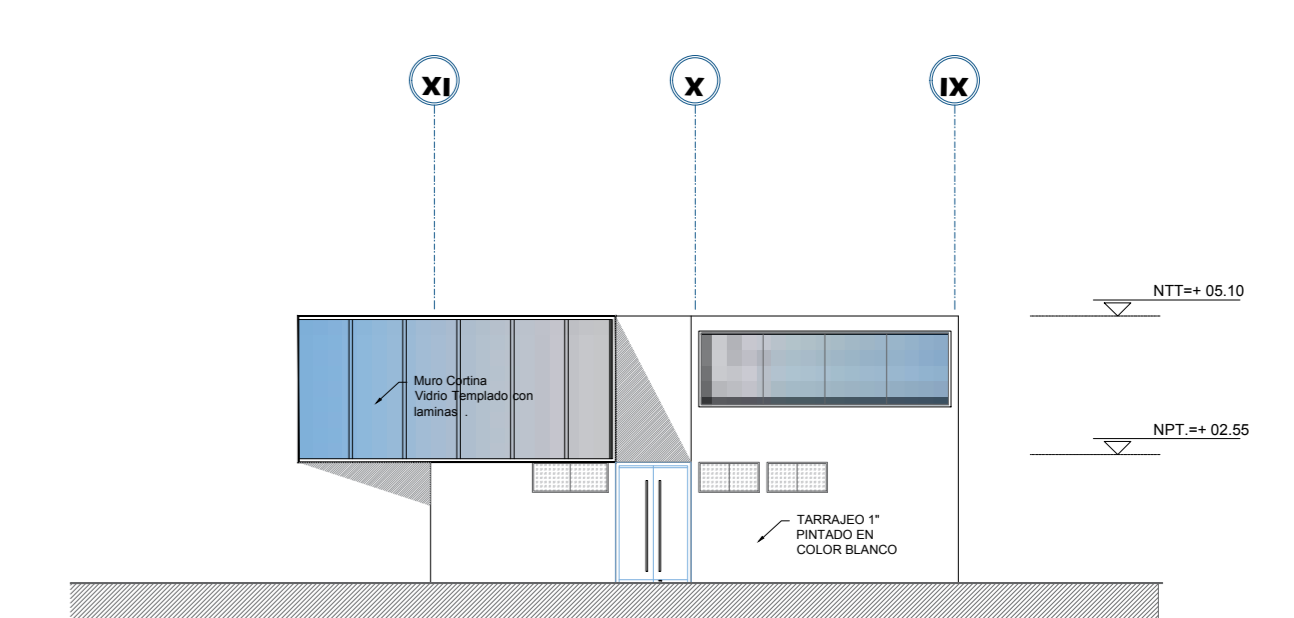 XI
X
IX
NTT=+ 05.10
Muro Cortina
Vidrio Templado con
laminas .
NPT.=+ 02.55
TARRAJEO 1"
PINTADO EN
COLOR BLANCO